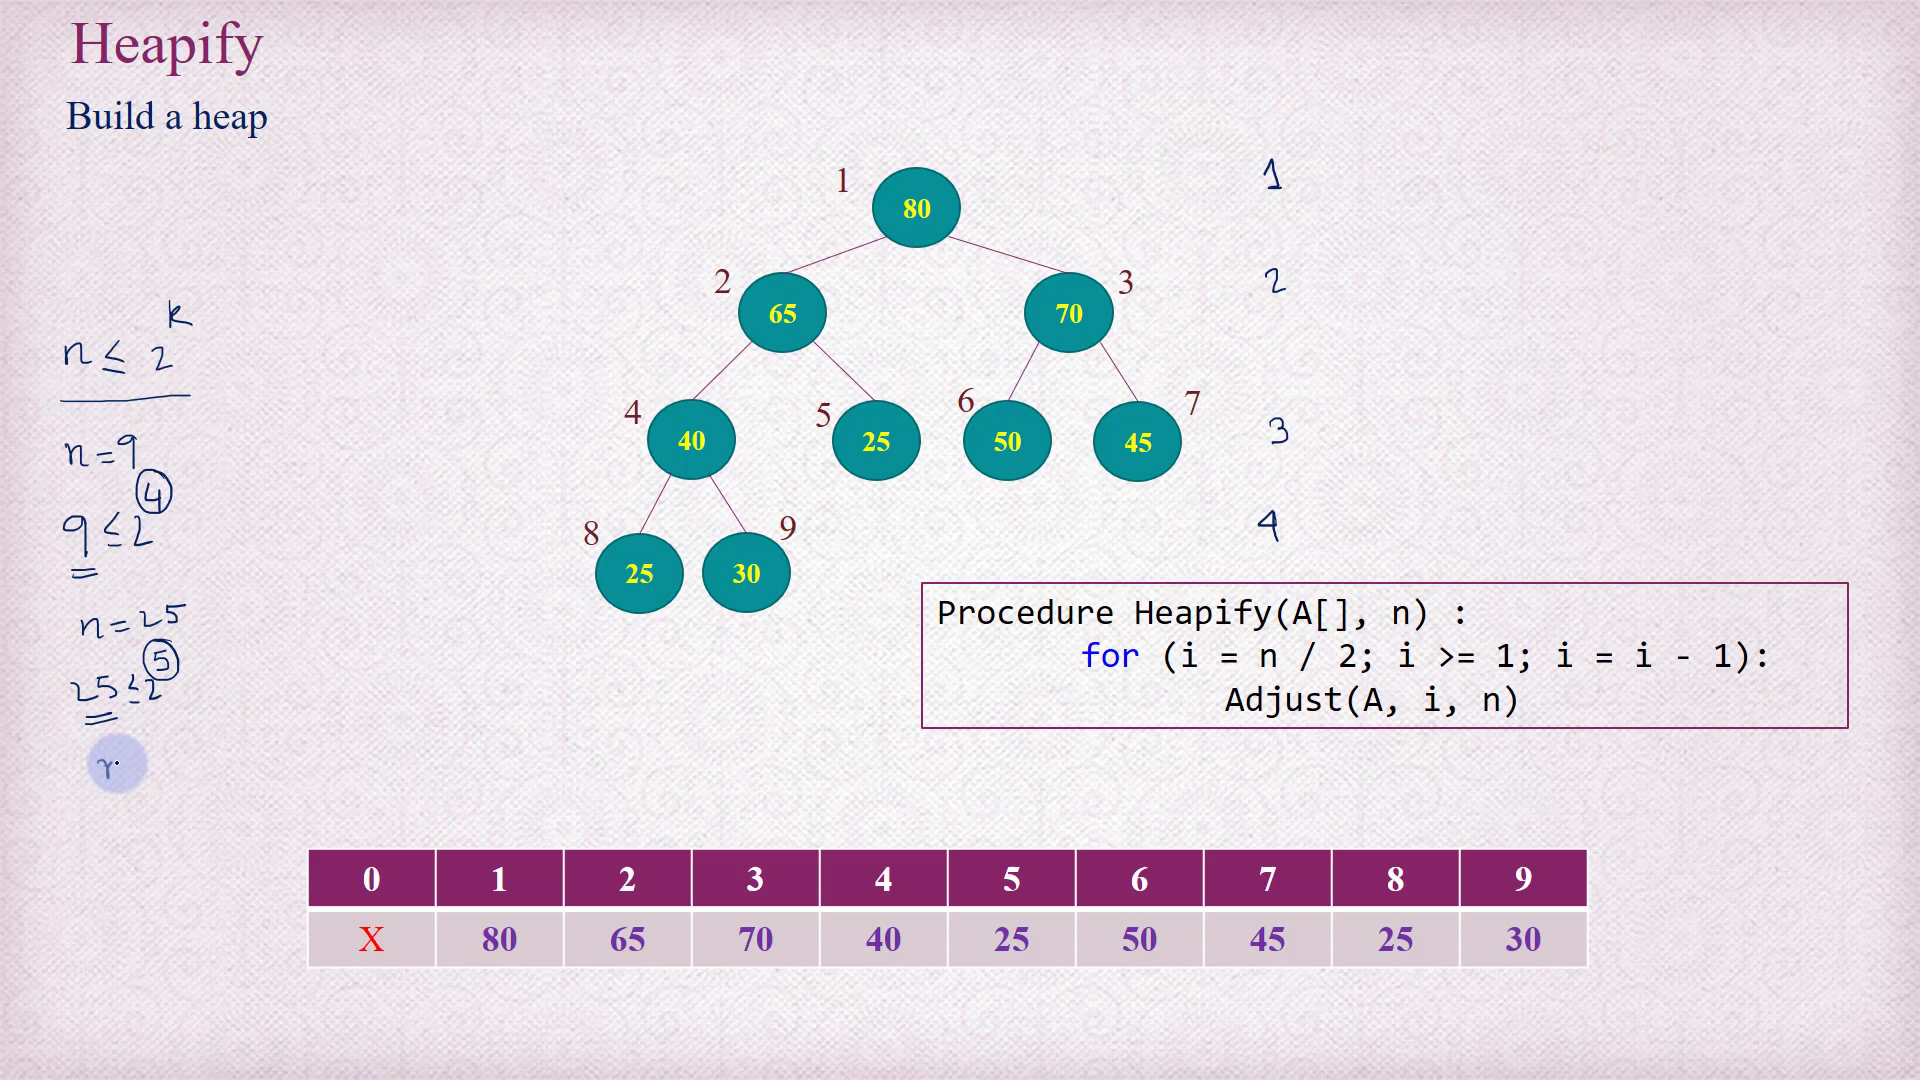 Heapify
Build a heap
1
80
1
2
65
70
3
2
n ≤ 2^k
4
40
5
25
6
50
7
45
3
n=9
9 ≤ 2^4
8
25
9
30
4
n=25
25 ≤ 2^5
Procedure Heapify(A[], n) :
for (i = n / 2; i >= 1; i = i - 1):
Adjust(A, i, n)
0 1 2 3 4 5 6 7 8 9
X 80 65 70 40 25 50 45 25 30